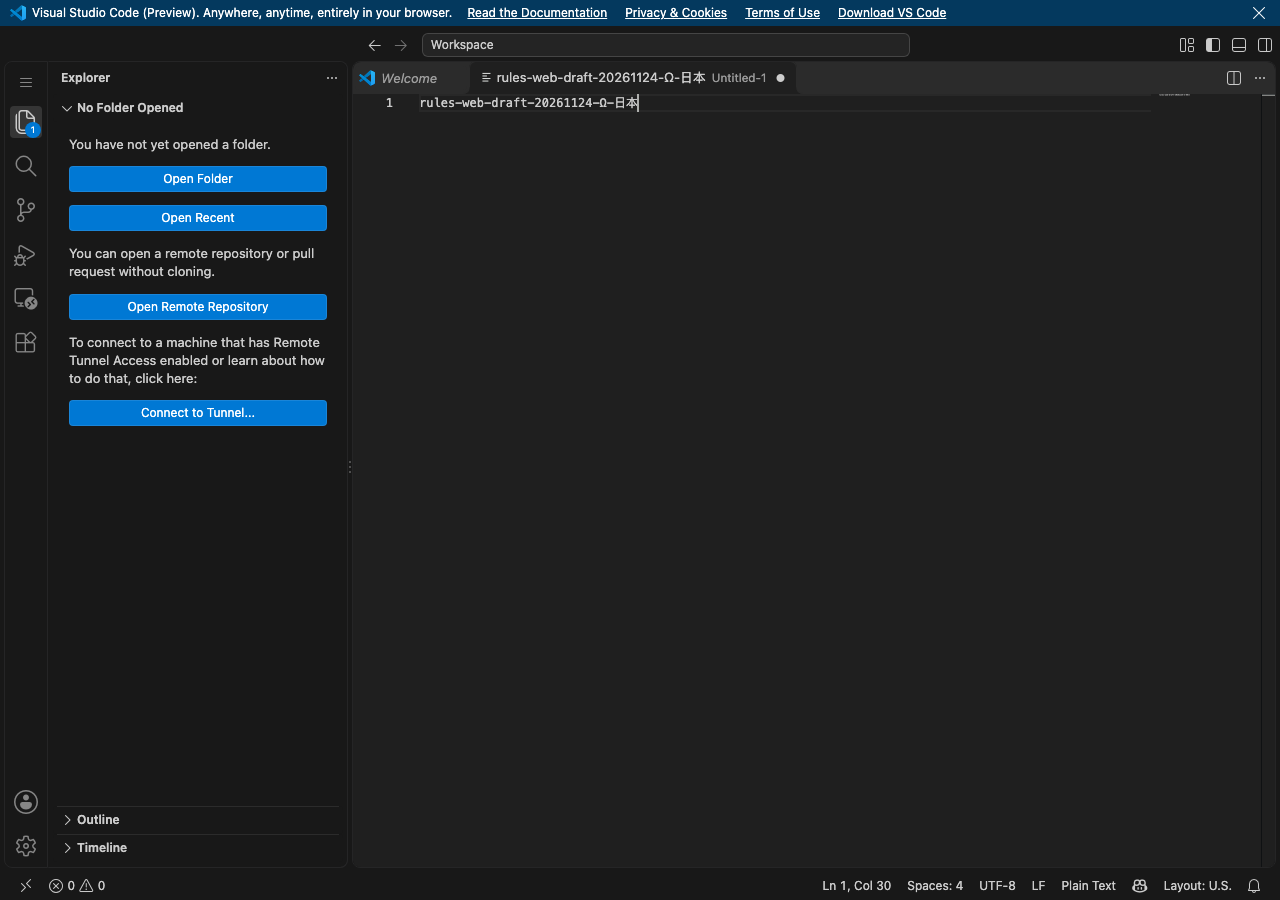 Visual Studio Code (Preview). Anywhere, anytime, entirely in your browser. Read the Documentation Privacy & Cookies Terms of Use Download VS Code
Workspace
Explorer
No Folder Opened
1
You have not yet opened a folder.
Open Folder
Open Recent
You can open a remote repository or pull
request without cloning.
Open Remote Repository
To connect to a machine that has Remote
Tunnel Access enabled or learn about how
to do that, click here:
Connect to Tunnel...
Outline
Timeline
Welcome rules-web-draft-20261124-Ω-日本 Untitled-1
1 rules-web-draft-20261124-Ω-日本
0 0 Ln 1, Col 30 Spaces: 4 UTF-8 LF Plain Text Layout: U.S.